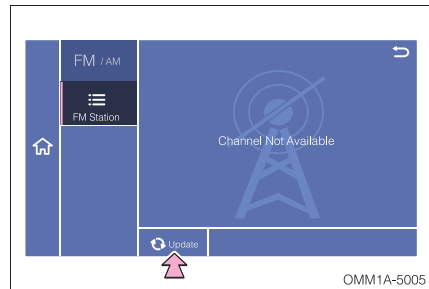 FM / AM
FM Station
Channel Not Available
Update
OMM1A-5005